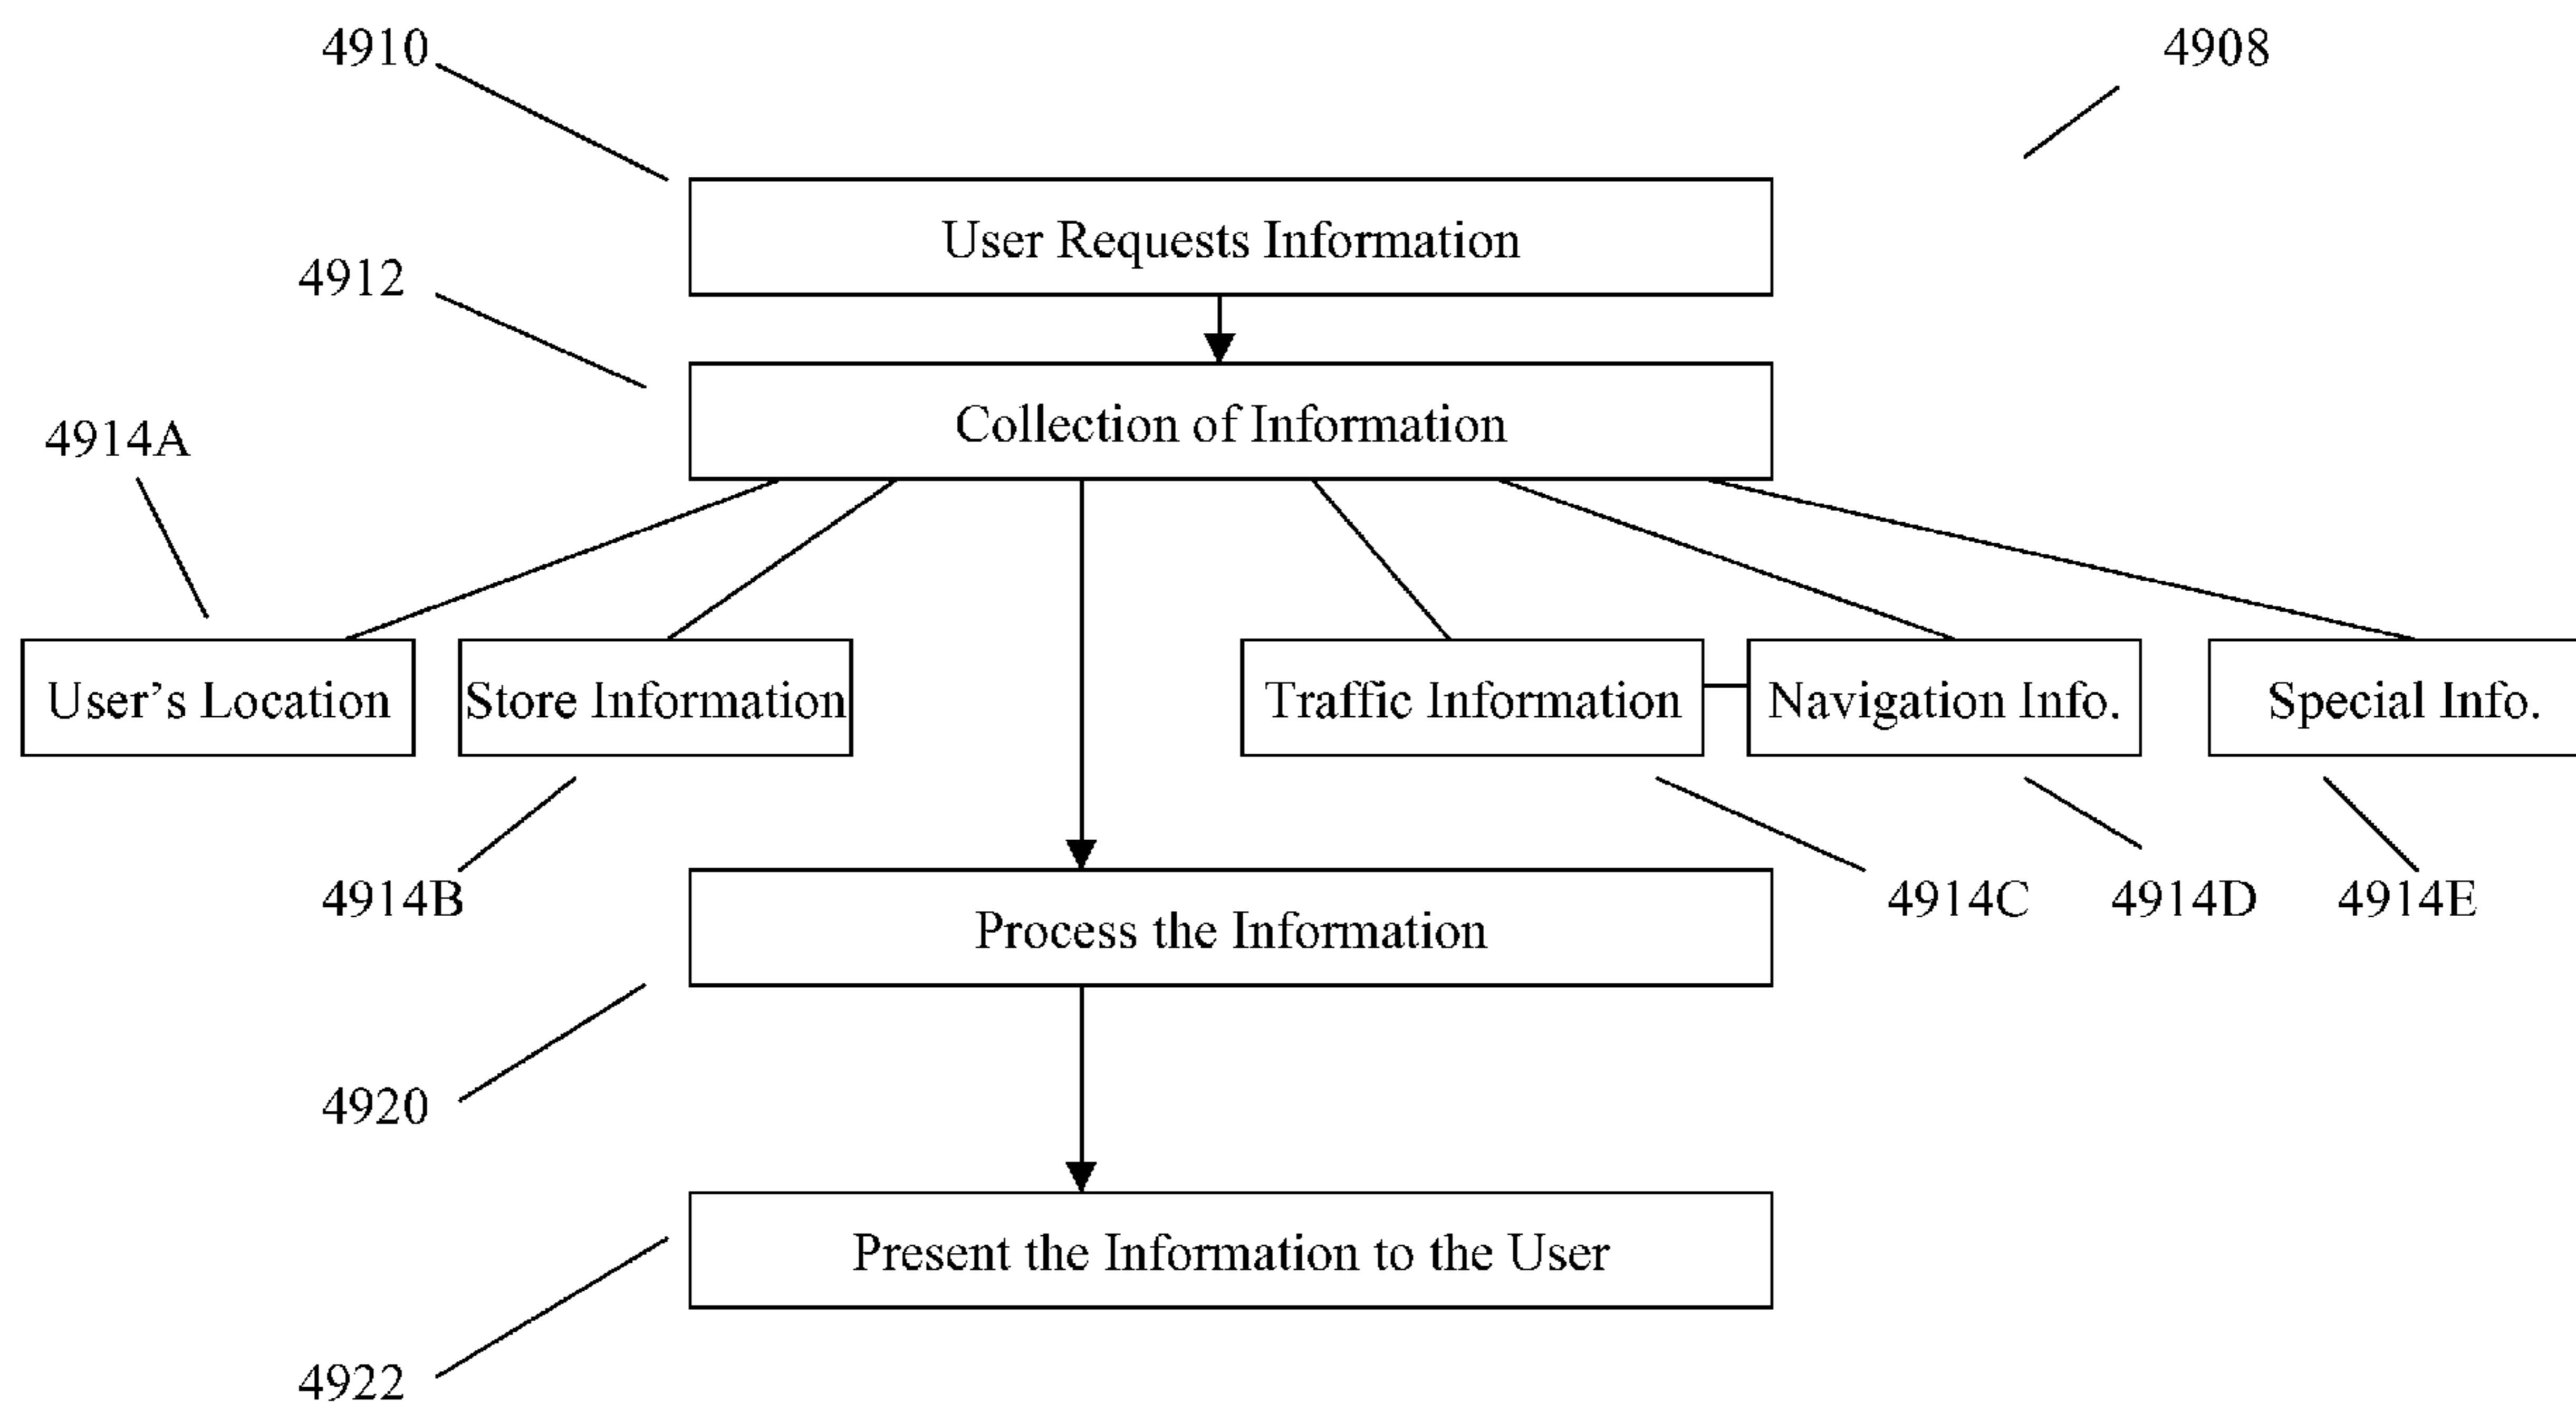 4910
4908
User Requests Information
4912
Collection of Information
4914A
User’s Location
Store Information
Traffic Information
Navigation Info.
Special Info.
4914B
4914C
4914D
4914E
Process the Information
4920
Present the Information to the User
4922